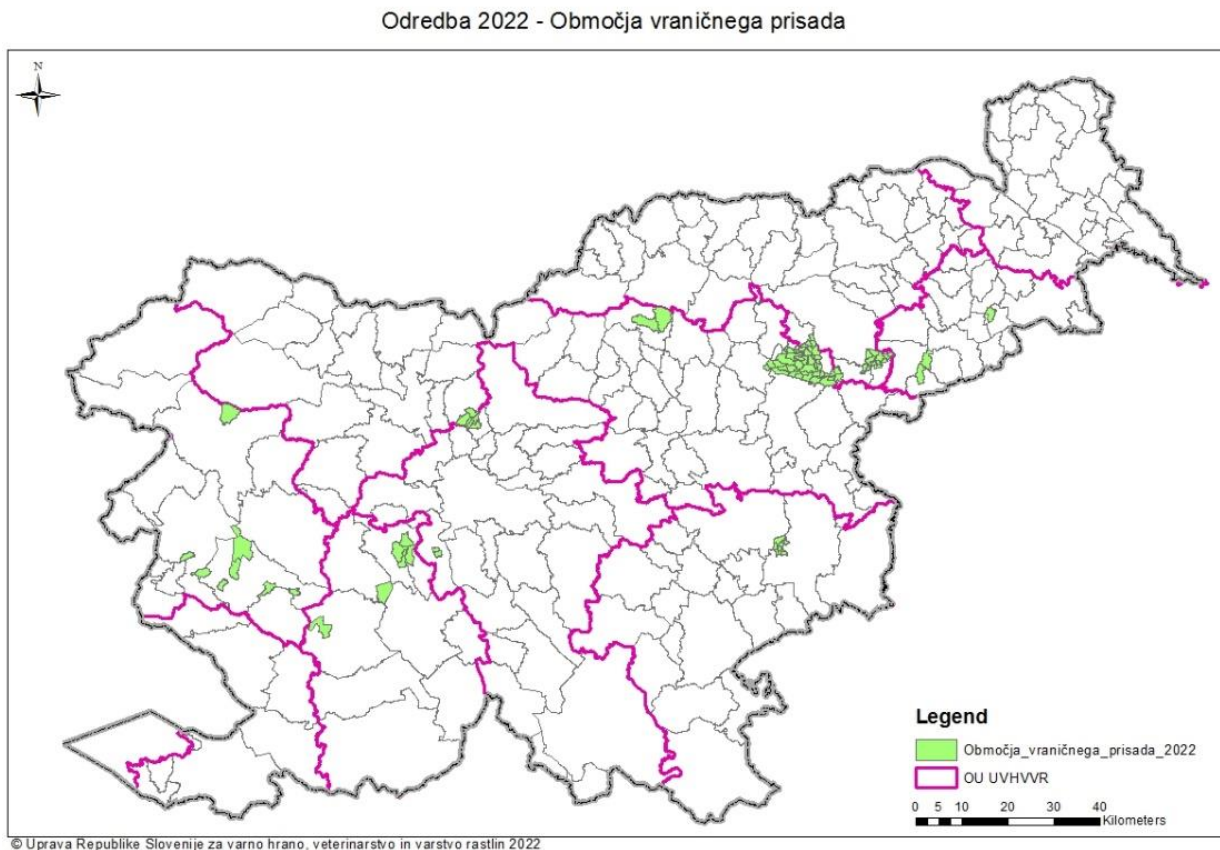 Odredba 2022 - Območja vraničnega prisada
N
Legend
Območja_vraničnega_prisada_2022
OU UVHVVR
0 5 10 20 30 40
Kilometers
© Uprava Republike Slovenije za varno hrano, veterinarstvo in varstvo rastlin 2022